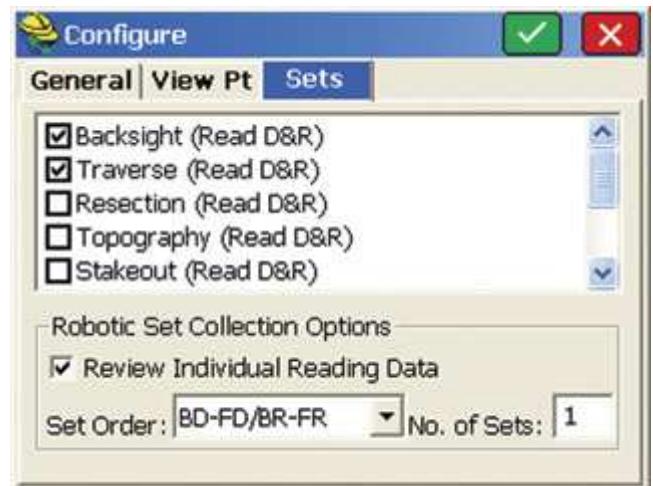 Configure
General View Pt Sets
Backsight (Read D&R)
Traverse (Read D&R)
Resection (Read D&R)
Topography (Read D&R)
Stakeout (Read D&R)
Robotic Set Collection Options
Review Individual Reading Data
Set Order: BD-FD/BR-FR No. of Sets: 1